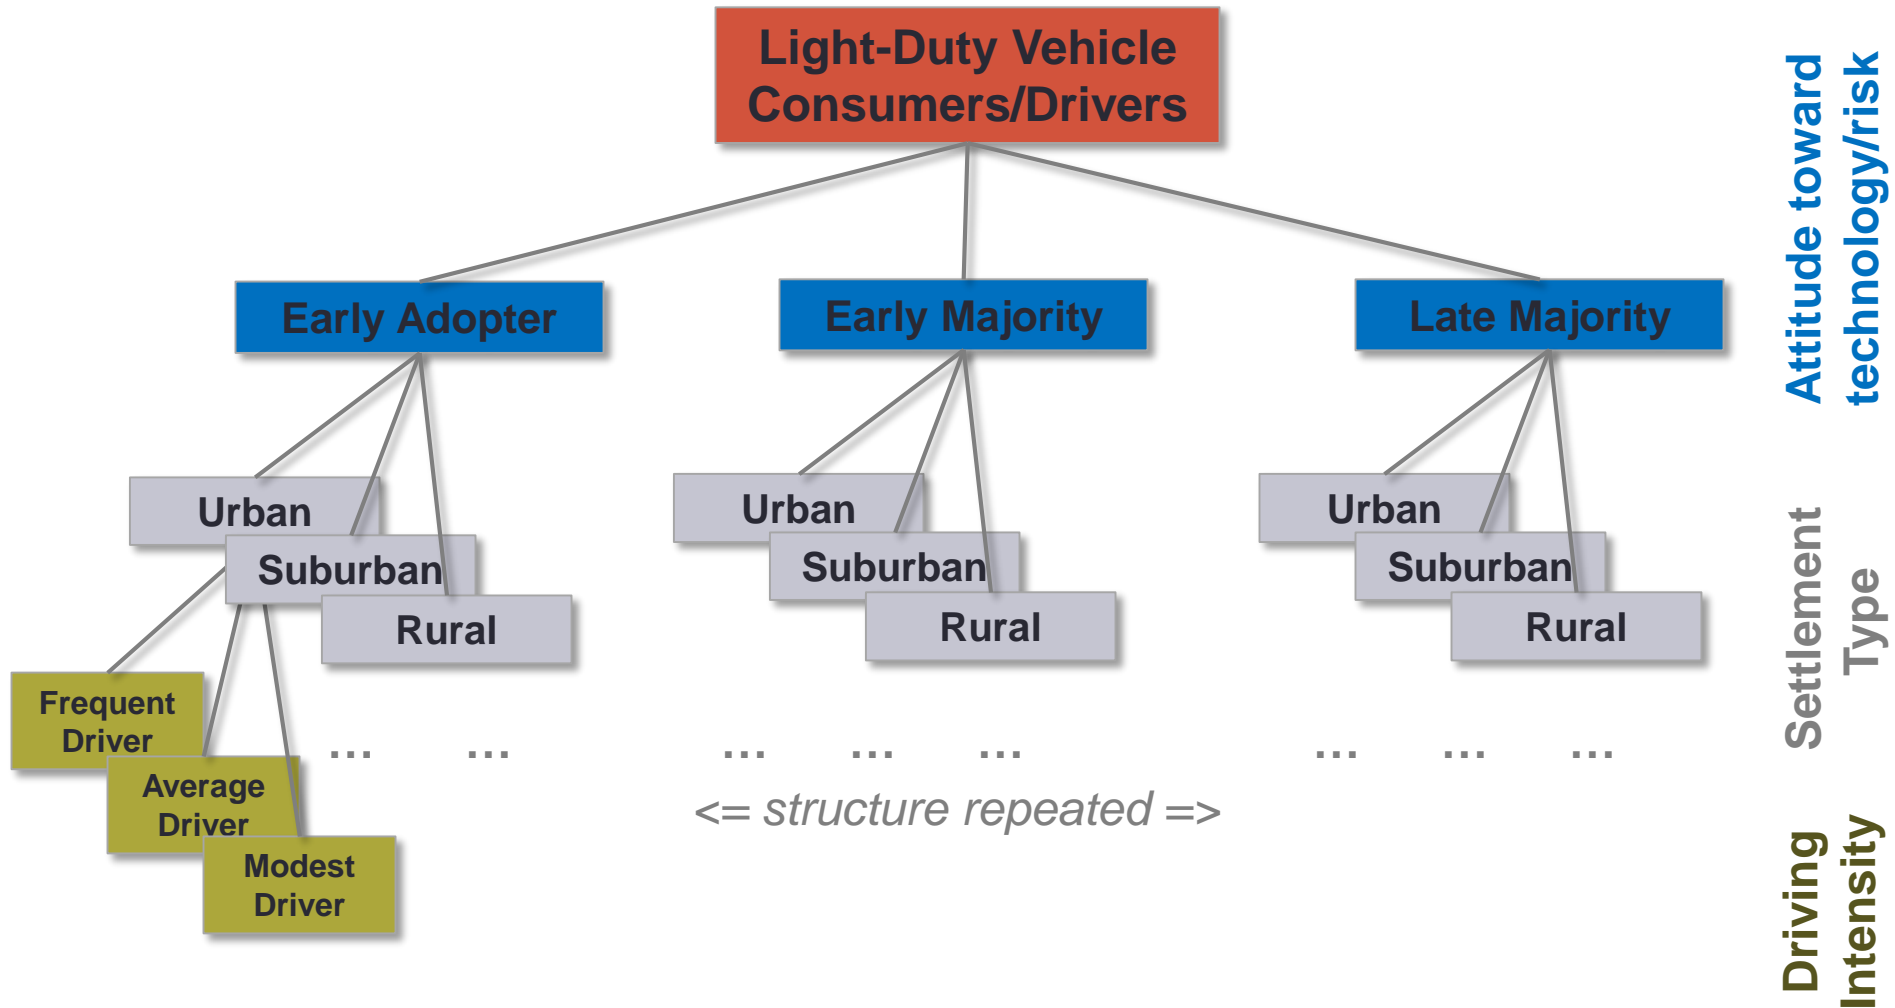 Light-Duty Vehicle
Consumers/Drivers
Attitude toward
technology/risk
Early Adopter
Early Majority
Late Majority
Urban
Suburban
Rural
Urban
Suburban
Rural
Urban
Suburban
Rural
Settlement
Type
Frequent
Driver
Average
Driver
Modest
Driver
... ... ... ... ... ... ... ...
<= structure repeated =>
Driving
Intensity